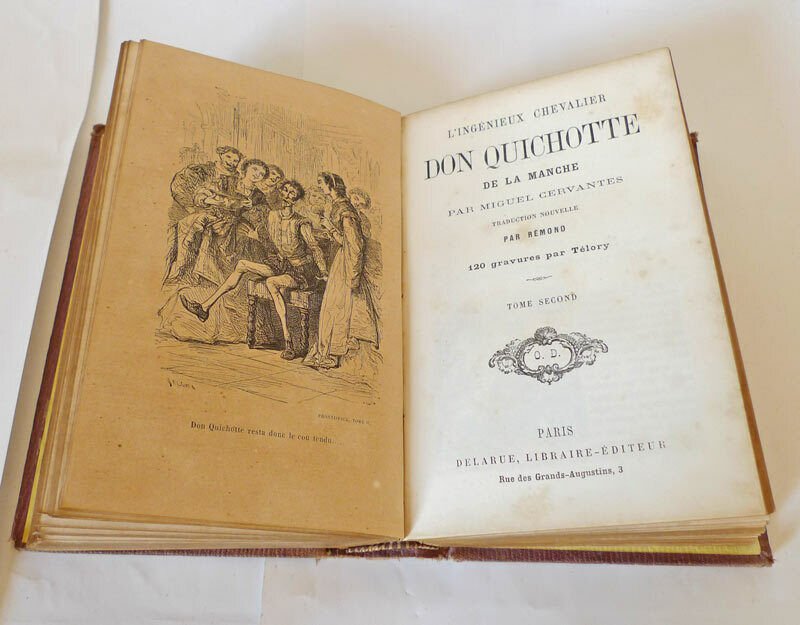 FRONTISPICE, TOME II.
Don Quichotte resta donc le cou tendu....
L'INGÉNIEUX CHEVALIER
DON QUICHOTTE
DE LA MANCHE
PAR MIGUEL CERVANTES
TRADUCTION NOUVELLE
PAR RÉMOND
120 gravures par Télory
TOME SECOND
O. D.
PARIS
DELARUE, LIBRAIRE-ÉDITEUR
Rue des Grands-Augustins, 3